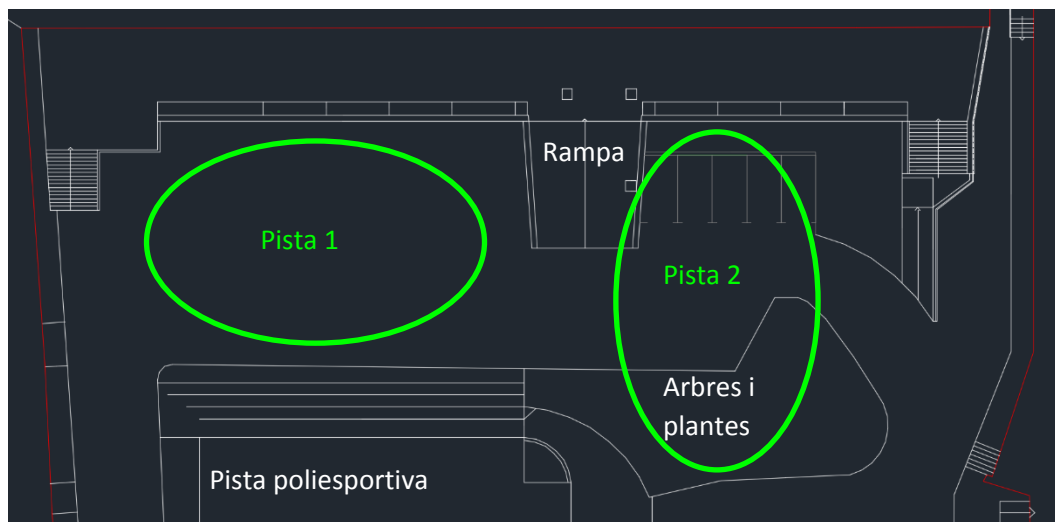 Rampa
Pista 1
Pista 2
Arbres i
plantes
Pista poliesportiva